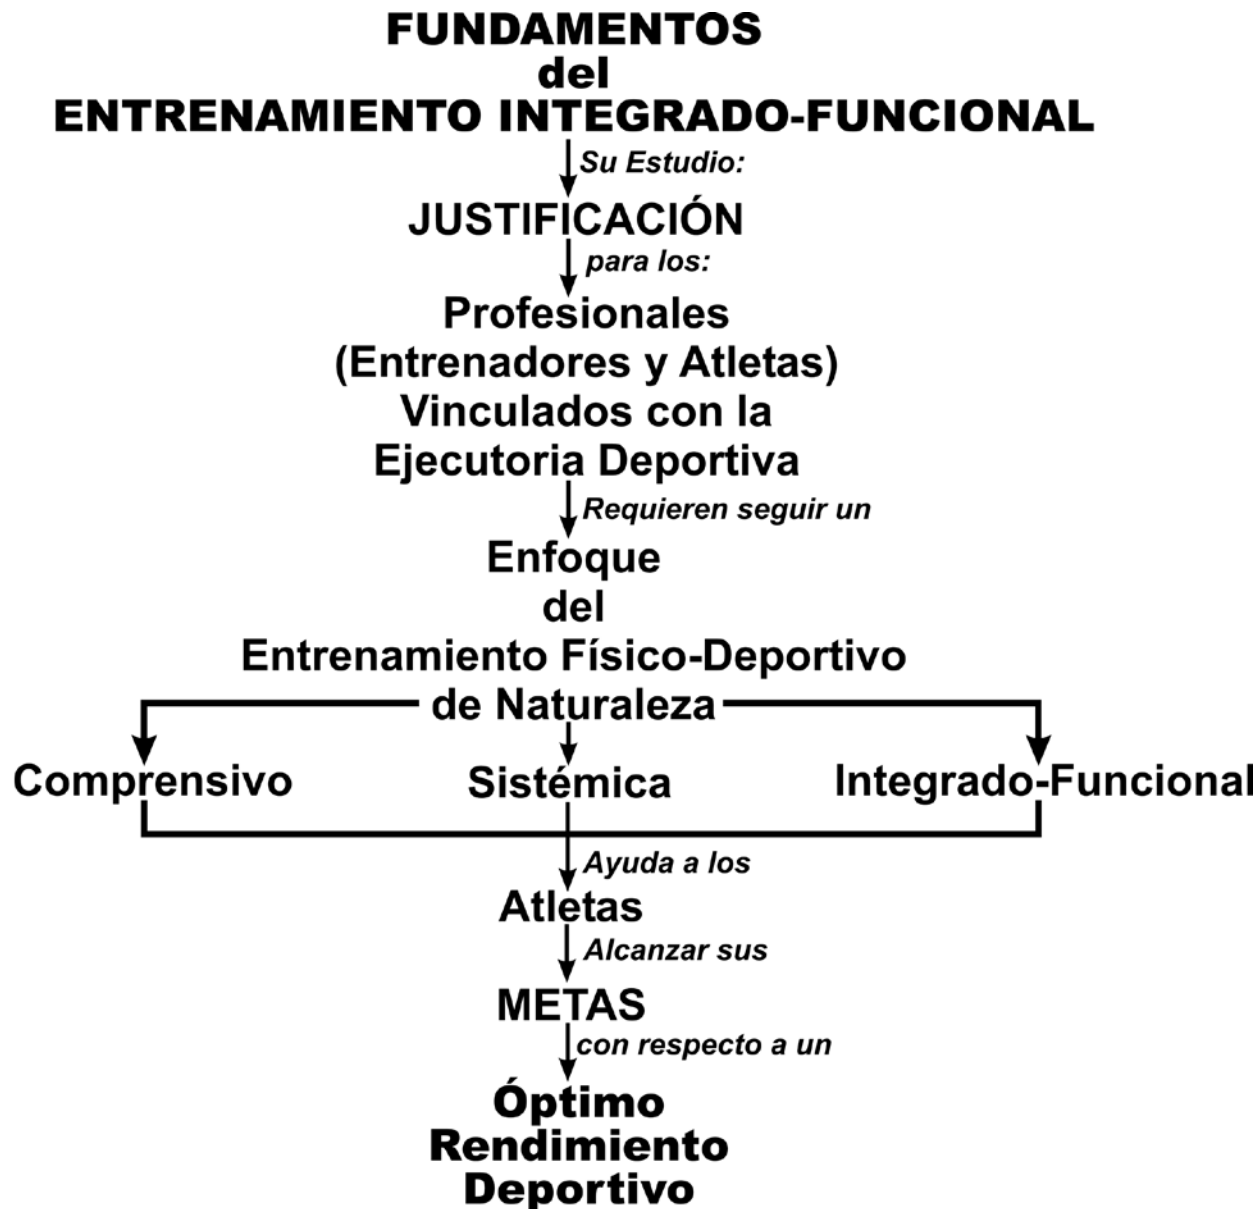 FUNDAMENTOS
del
ENTRENAMIENTO INTEGRADO-FUNCIONAL
Su Estudio:
JUSTIFICACIÓN
para los:
Profesionales
(Entrenadores y Atletas)
Vinculados con la
Ejecutoria Deportiva
Requieren seguir un
Enfoque
del
Entrenamiento Físico-Deportivo
de Naturaleza
Comprensivo
Sistémica
Integrado-Funcional
Ayuda a los
Atletas
Alcanzar sus
METAS
con respecto a un
Óptimo
Rendimiento
Deportivo